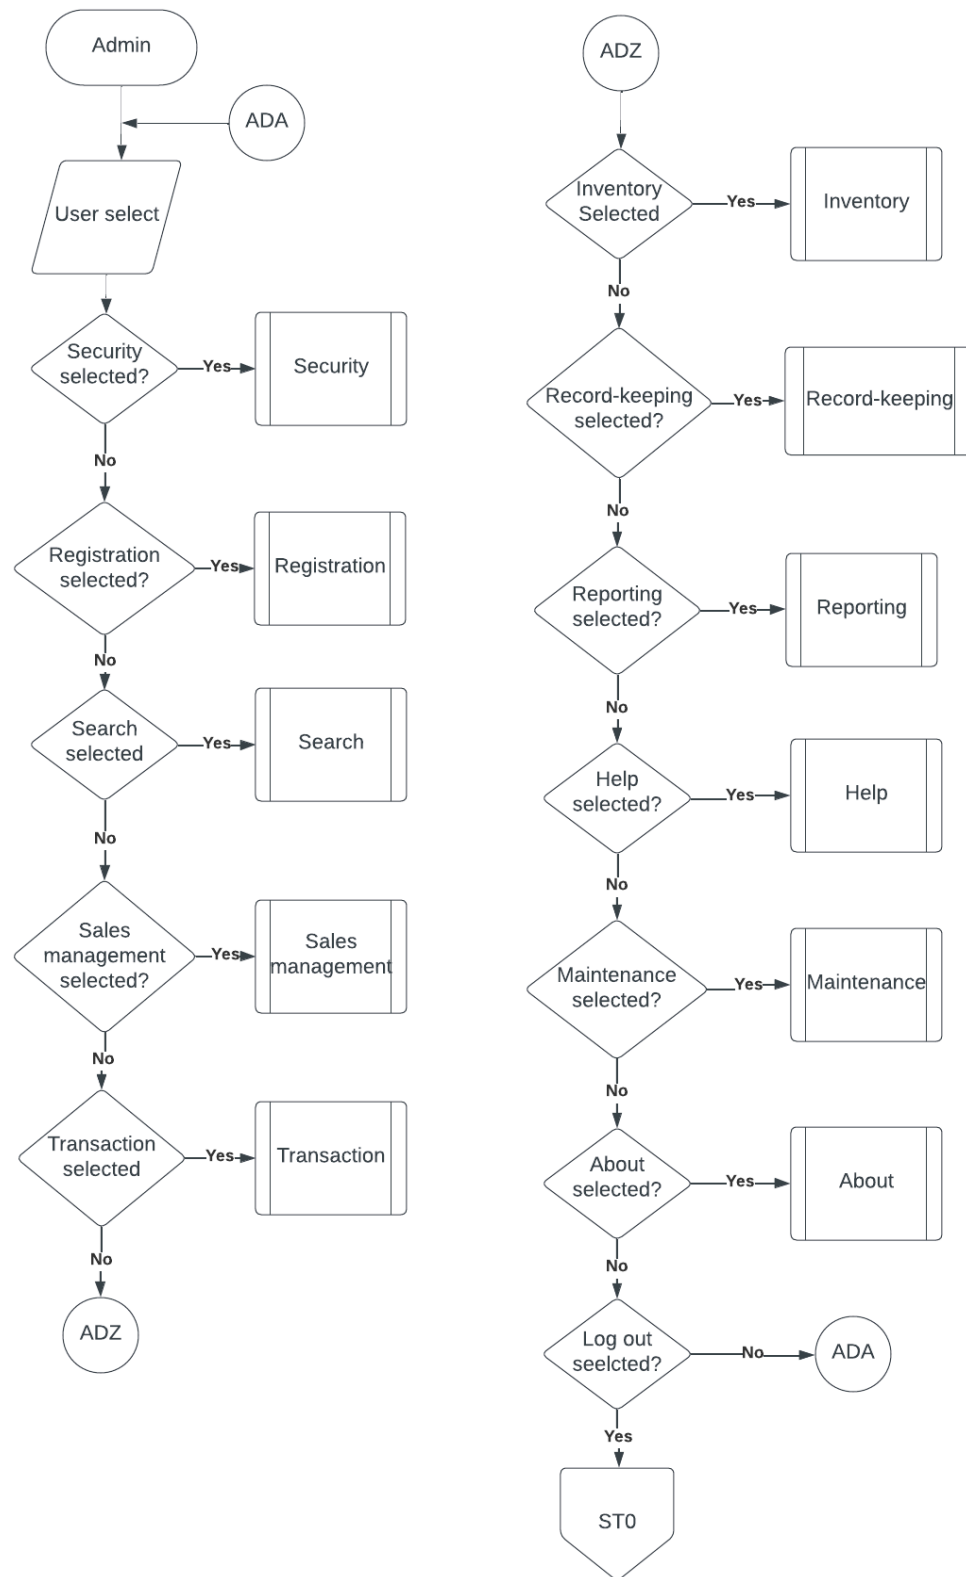 Admin
ADA
User select
Security
selected?
Yes
Security
No
Registration
selected?
Yes
Registration
No
Search
selected
Yes
Search
No
Sales
management
selected?
Yes
Sales
management
No
Transaction
selected
Yes
Transaction
No
ADZ
ADZ
Inventory
Selected
Yes
Inventory
No
Record-keeping
selected?
Yes
Record-keeping
No
Reporting
selected?
Yes
Reporting
No
Help
selected?
Yes
Help
No
Maintenance
selected?
Yes
Maintenance
No
About
selected?
Yes
About
No
Log out
seelcted?
No
ADA
Yes
ST0